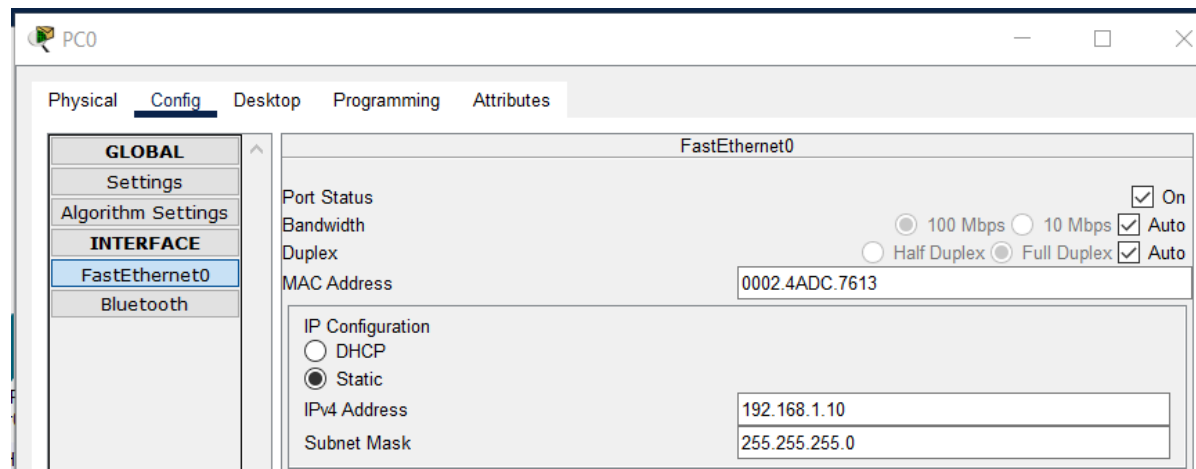 PC0
Physical Config Desktop Programming Attributes
GLOBAL
Settings
Algorithm Settings
INTERFACE
FastEthernet0
Bluetooth
FastEthernet0
Port Status On
Bandwidth 100 Mbps 10 Mbps Auto
Duplex Half Duplex Full Duplex Auto
MAC Address 0002.4ADC.7613
IP Configuration
DHCP
Static
IPv4 Address 192.168.1.10
Subnet Mask 255.255.255.0